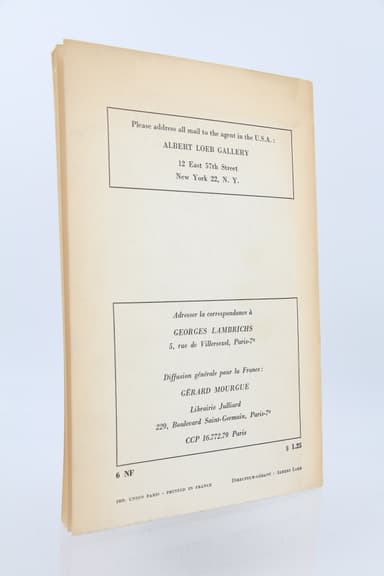 Please address all mail to the agent in the U.S.A. :
ALBERT LOEB GALLERY
12 East 57th Street
New York 22, N. Y.
Adresser la correspondance à
GEORGES LAMBRICHS
5, rue de Villersexel, Paris-7e
Diffusion générale pour la France :
GÉRARD MOURGUE
Librairie Julliard
229, Boulevard Saint-Germain, Paris-7e
CCP 16.772.79 Paris
6 NF
$ 1.25
IMP. UNION PARIS - PRINTED IN FRANCE
DIRECTEUR-GÉRANT : ALBERT LOEB